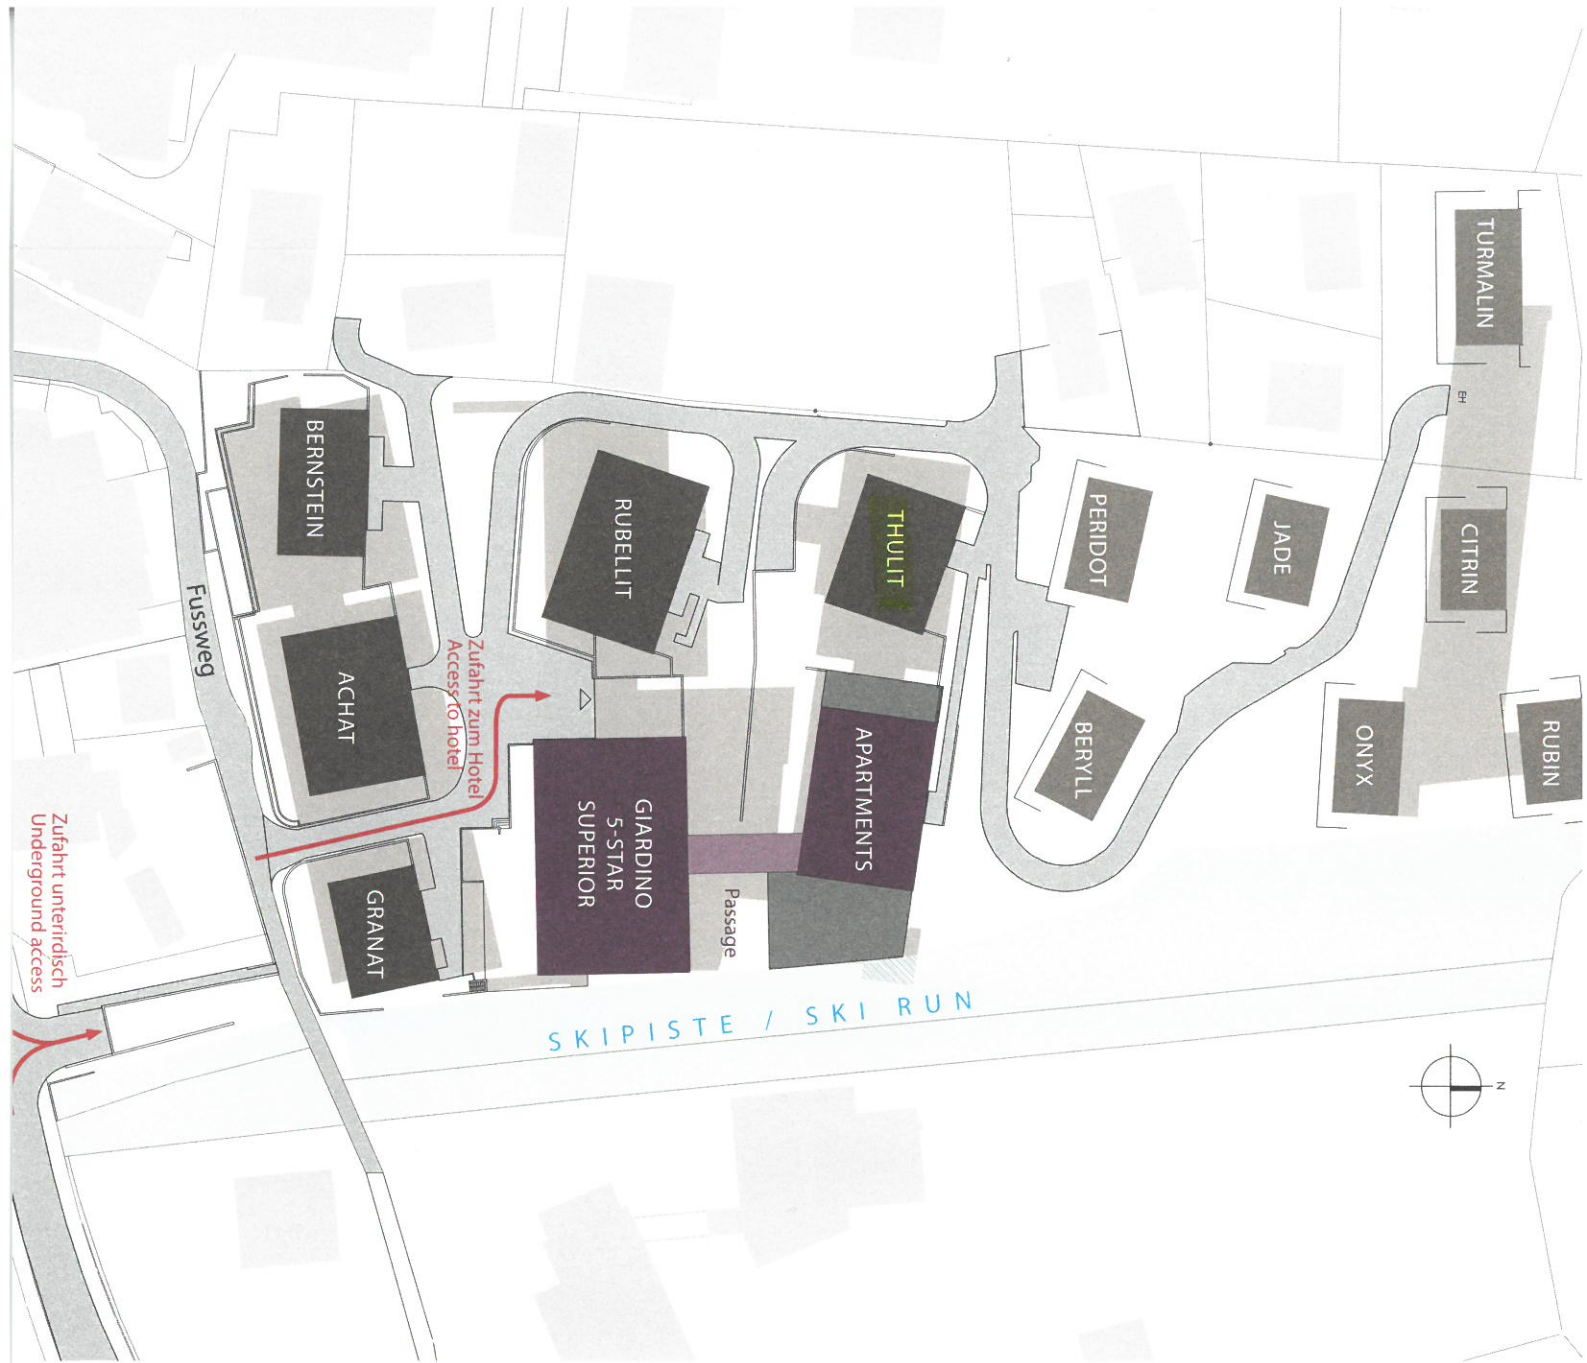 TURMALIN
EH
CITRIN
RUBIN
ONYX
JADE
PERIDOT
BERYLL
THULIT
APARTMENTS
RUBELLIT
GIARDINO
5-STAR
SUPERIOR
Passage
BERNSTEIN
ACHAT
GRANAT
Fussweg
Zufahrt zum Hotel
Access to hotel
Zufahrt unterirdisch
Underground access
SKIPISTE / SKI RUN
N